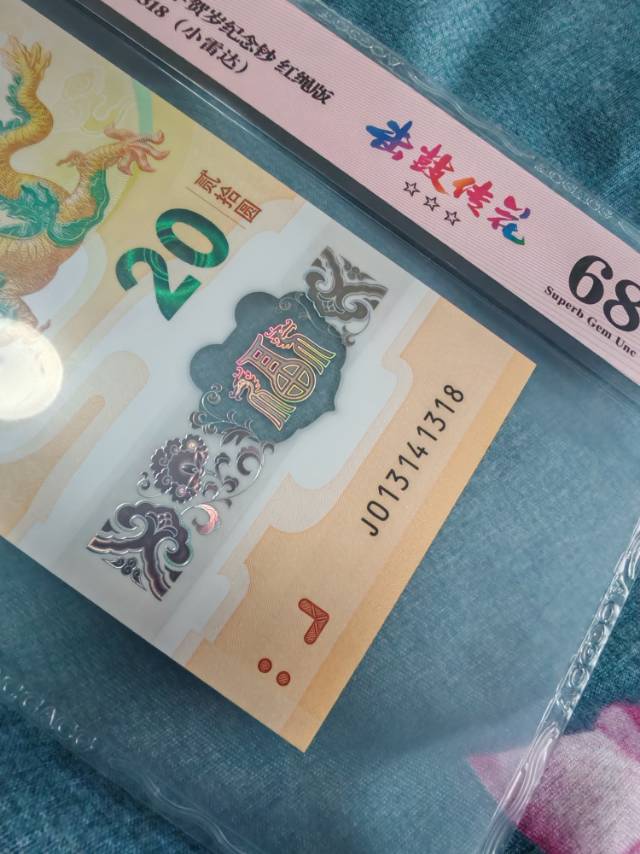 贺岁纪念钞 红绳版
318（小雷达）
击鼓传花
☆☆☆
68
Superb Gem Unc
贰拾圆
20
福
J013141318